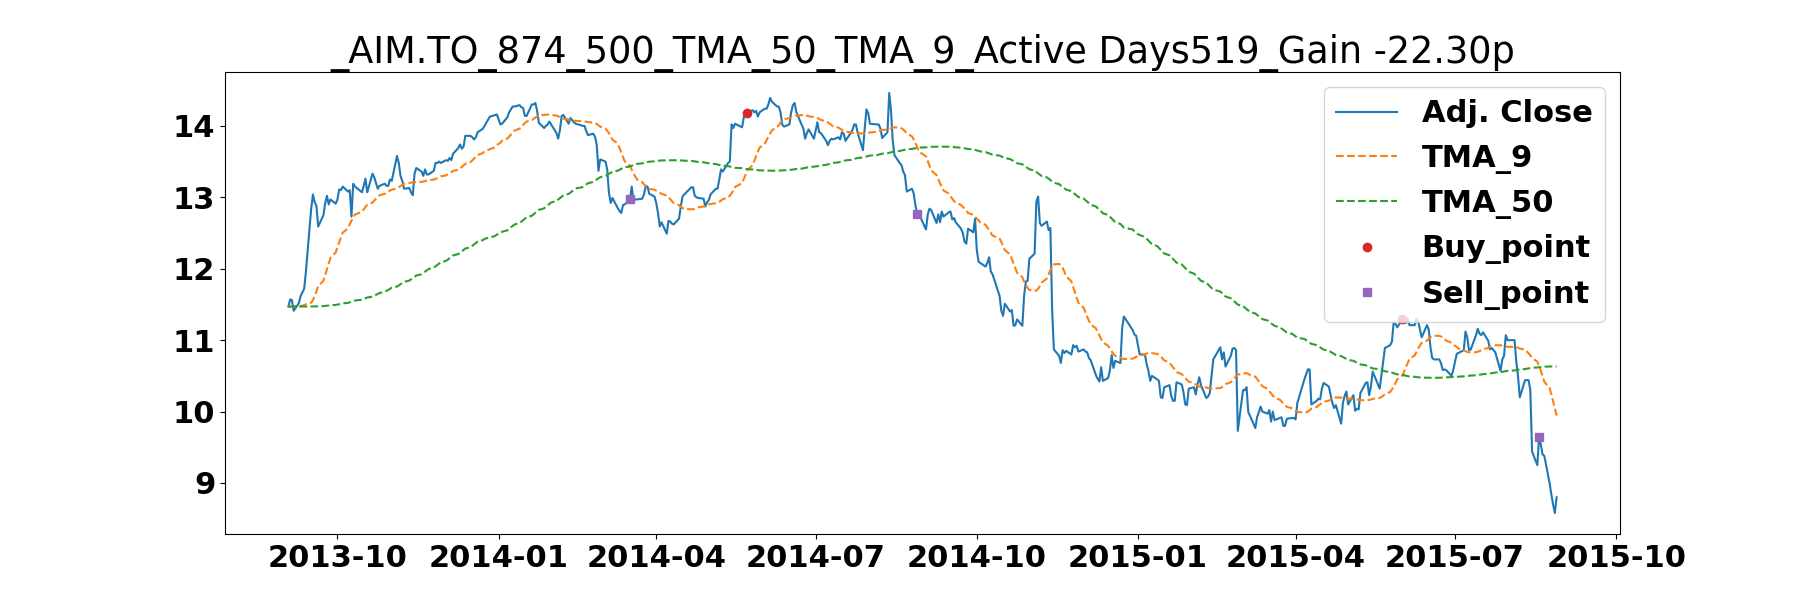 _AIM.TO_874_500_TMA_50_TMA_9_Active Days519_Gain -22.30p
14
13
12
11
10
9
Adj. Close
TMA_9
TMA_50
Buy_point
Sell_point
2013-10 2014-01 2014-04 2014-07 2014-10 2015-01 2015-04 2015-07 2015-10